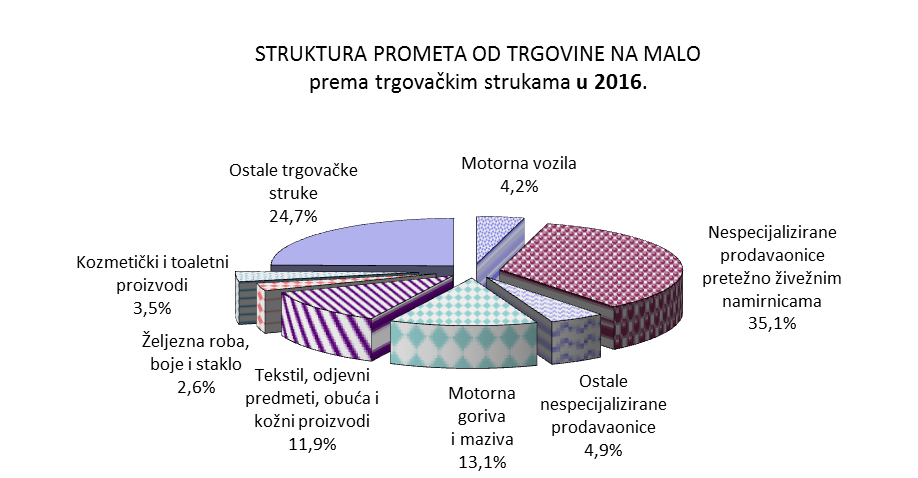 STRUKTURA PROMETA OD TRGOVINE NA MALO
prema trgovačkim strukama u 2016.
Motorna vozila
4,2%
Nespecijalizirane
prodavaonice
pretežno živežnim
namirnicama
35,1%
Ostale
nespecijalizirane
prodavaonice
4,9%
Motorna
goriva
i maziva
13,1%
Tekstil, odjevni
predmeti, obuća i
kožni proizvodi
11,9%
Željezna roba,
boje i staklo
2,6%
Kozmetički i toaletni
proizvodi
3,5%
Ostale trgovačke
struke
24,7%